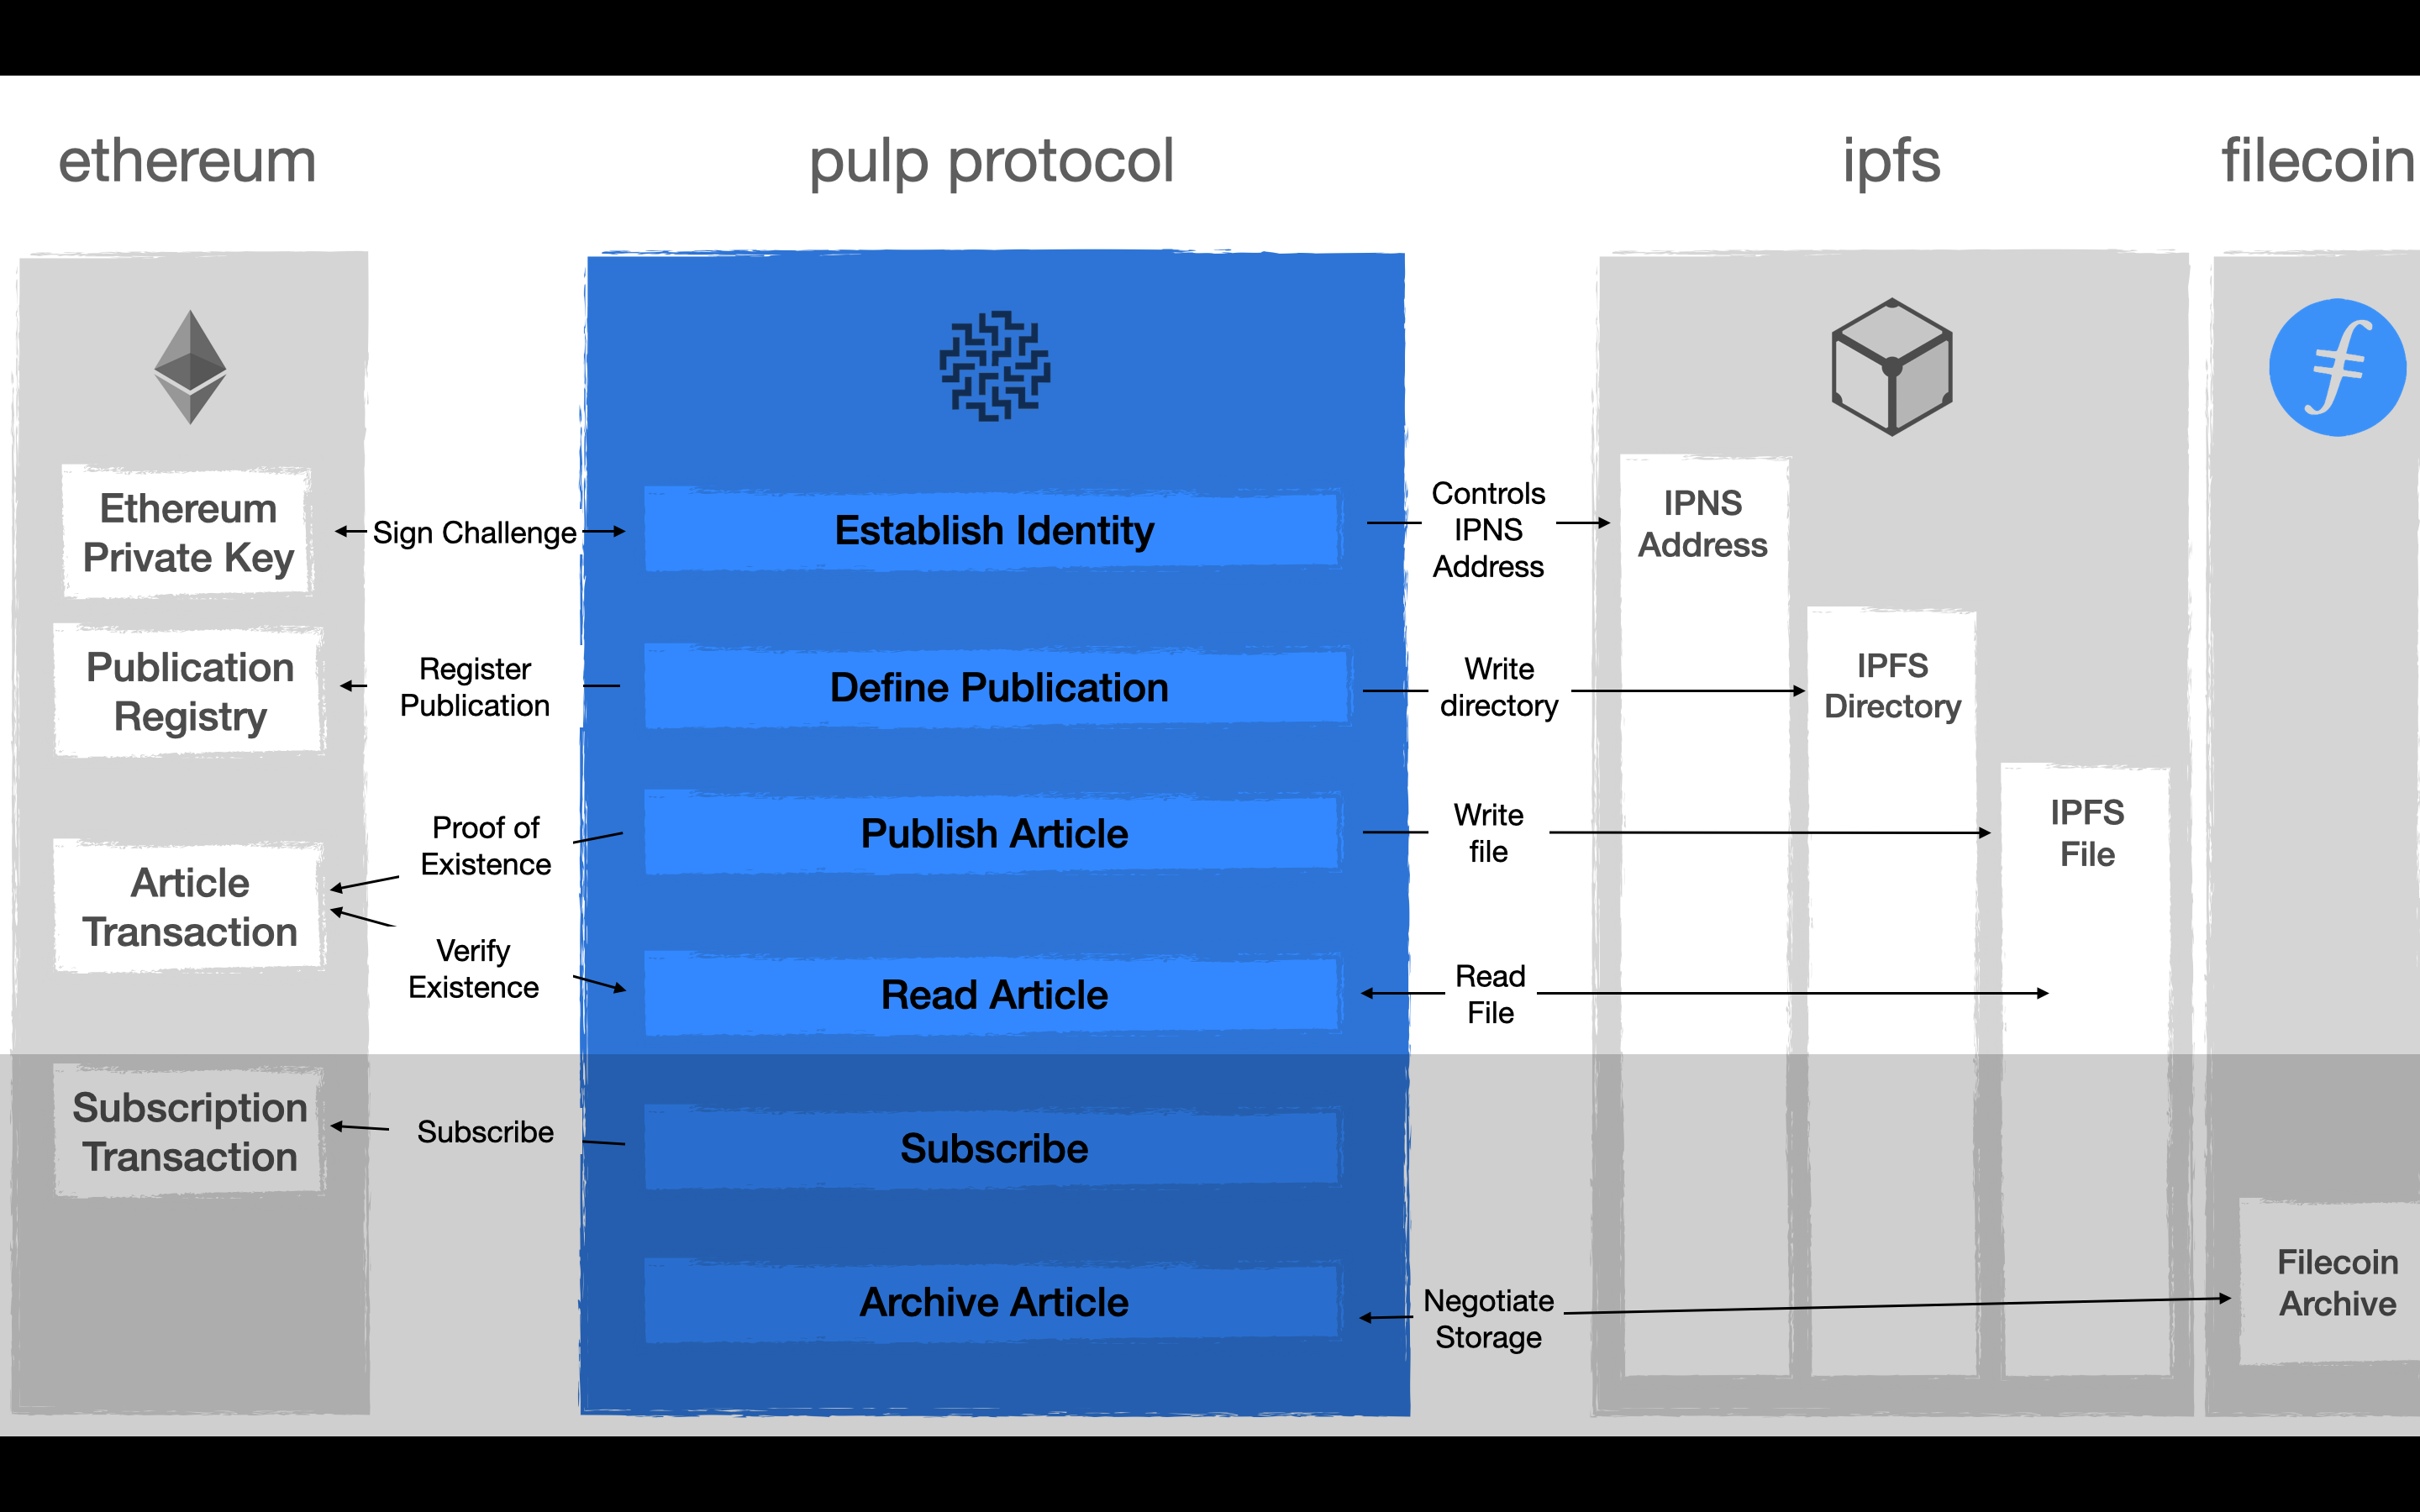 ethereum
pulp protocol
ipfs
filecoin
Ethereum
Private Key
Sign Challenge
Establish Identity
Controls
IPNS
Address
IPNS
Address
Publication
Registry
Register
Publication
Define Publication
Write
directory
IPFS
Directory
Article
Transaction
Proof of
Existence
Publish Article
Write
file
IPFS
File
Verify
Existence
Read Article
Read
File
Subscription
Transaction
Subscribe
Subscribe
Archive Article
Negotiate
Storage
Filecoin
Archive